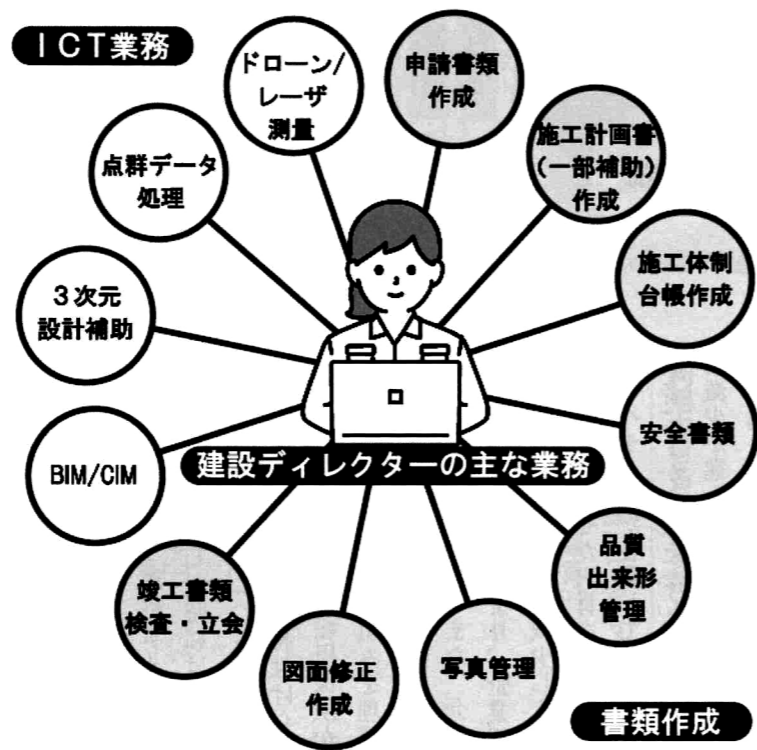 ICT業務
ドローン/
レーザ
測量
点群データ
処理
3次元
設計補助
BIM/CIM
申請書類
作成
施工計画書
(一部補助)
作成
施工体制
台帳作成
安全書類
品質
出来形
管理
写真管理
図面修正
作成
竣工書類
検査・立会
建設ディレクターの主な業務
書類作成